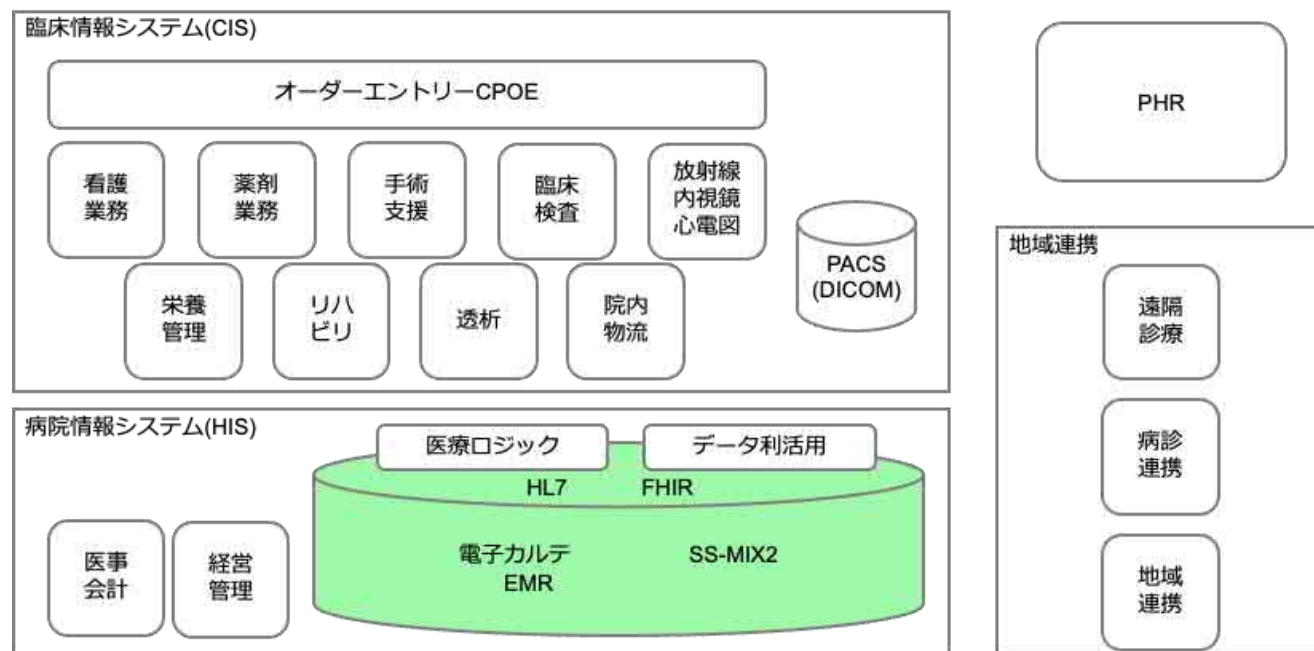 臨床情報システム(CIS)
オーダーエントリーCPOE
看護
業務
薬剤
業務
手術
支援
臨床
検査
放射線
内視鏡
心電図
PACS
(DICOM)
栄養
管理
リハ
ビリ
透析
院内
物流
病院情報システム(HIS)
医療ロジック
データ利活用
HL7
FHIR
電子カルテ
EMR
SS-MIX2
医事
会計
経営
管理
PHR
地域連携
遠隔
診療
病診
連携
地域
連携